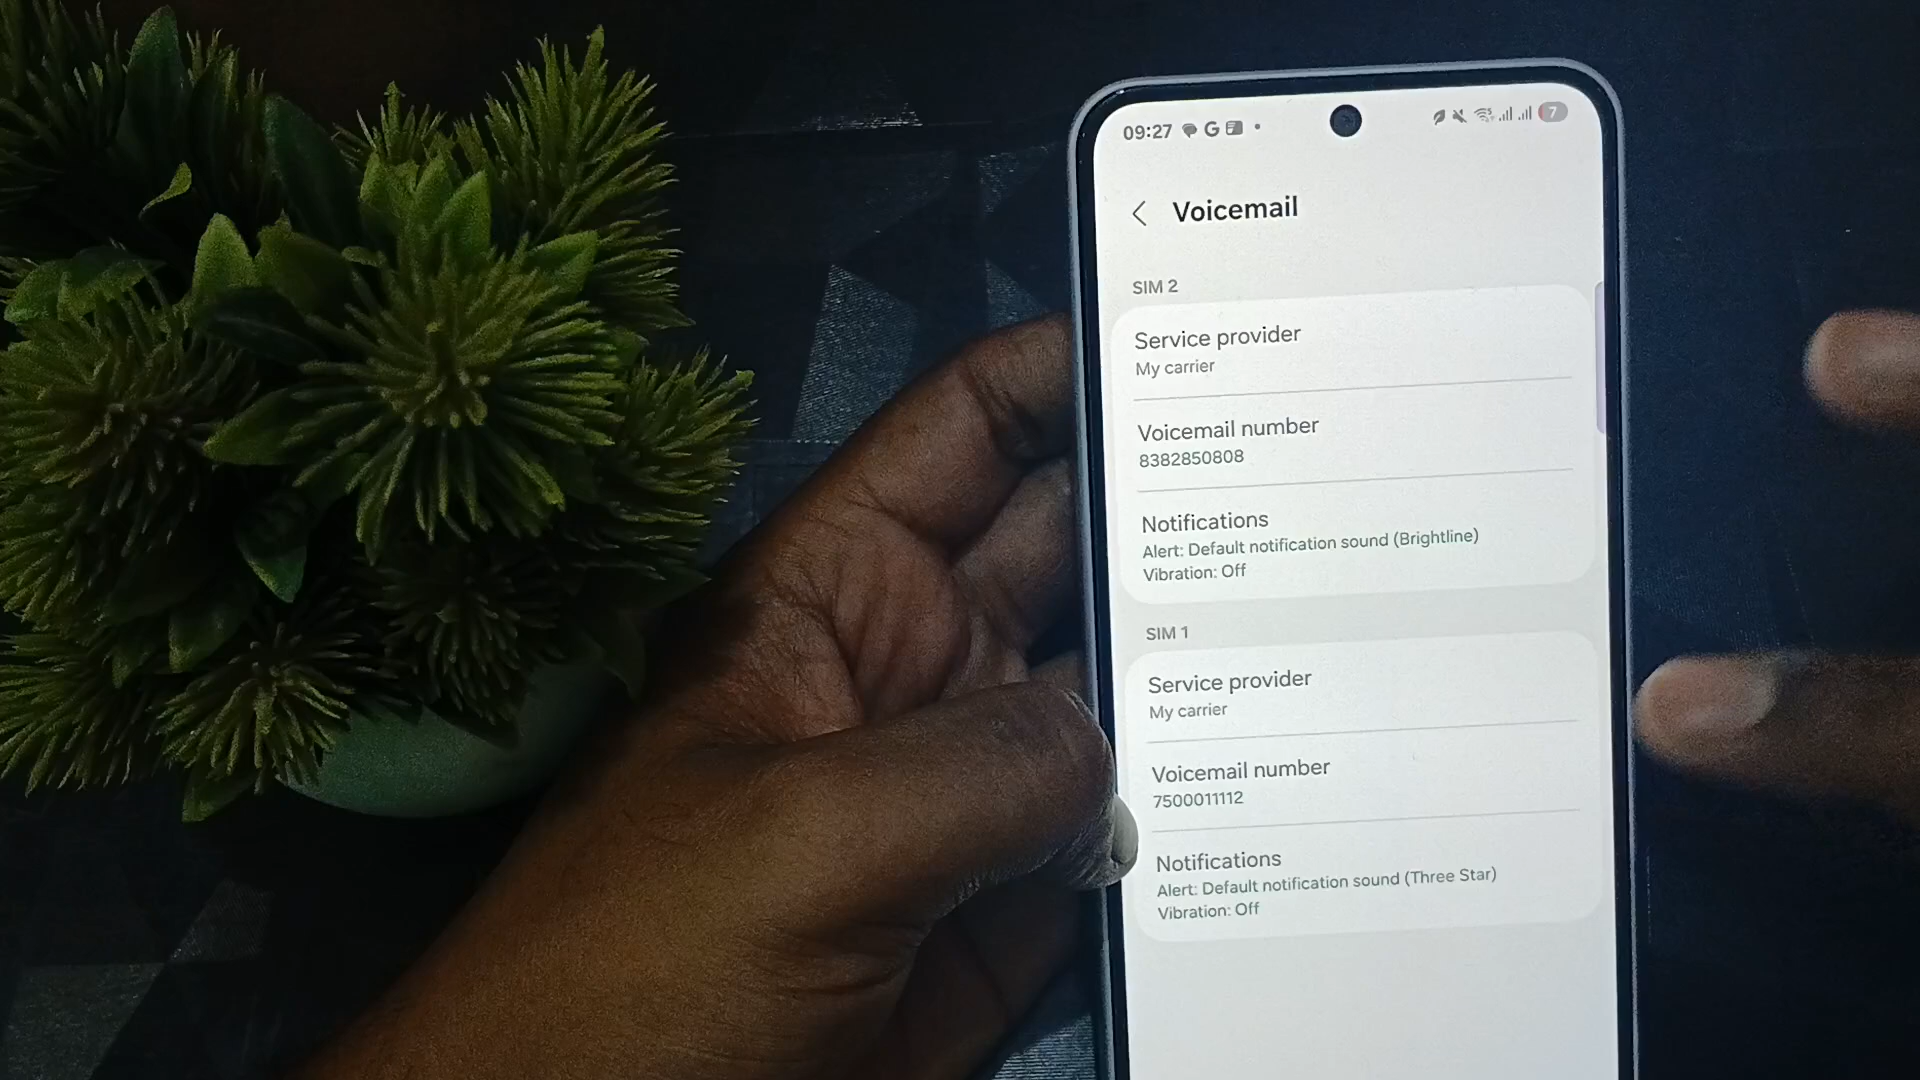 09:27 G 7
Voicemail
SIM 2
Service provider
My carrier
Voicemail number
8382850808
Notifications
Alert: Default notification sound (Brightline)
Vibration: Off
SIM 1
Service provider
My carrier
Voicemail number
7500011112
Notifications
Alert: Default notification sound (Three Star)
Vibration: Off